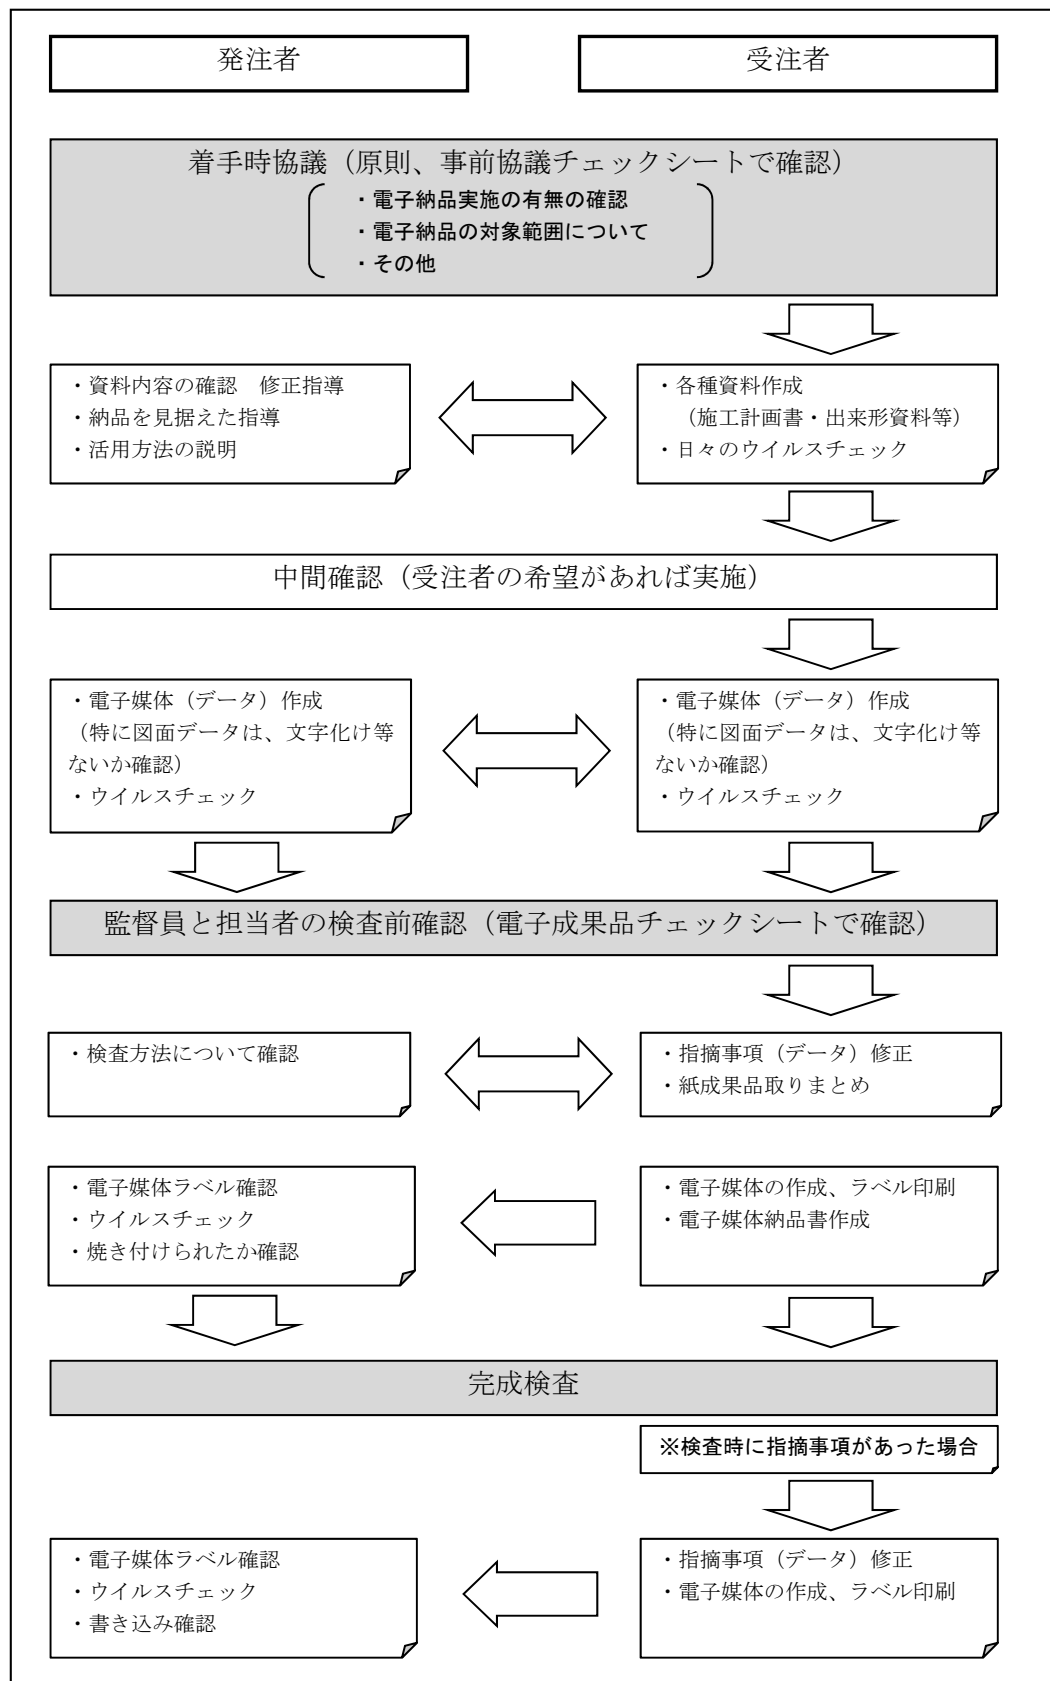 発注者
受注者
着手時協議（原則、事前協議チェックシートで確認）
・電子納品実施の有無の確認
・電子納品の対象範囲について
・その他
・資料内容の確認　修正指導
・納品を見据えた指導
・活用方法の説明
・各種資料作成
（施工計画書・出来形資料等）
・日々のウイルスチェック
中間確認（受注者の希望があれば実施）
・電子媒体（データ）作成
（特に図面データは、文字化け等
ないか確認）
・ウイルスチェック
・電子媒体（データ）作成
（特に図面データは、文字化け等
ないか確認）
・ウイルスチェック
監督員と担当者の検査前確認（電子成果品チェックシートで確認）
・検査方法について確認
・指摘事項（データ）修正
・紙成果品取りまとめ
・電子媒体ラベル確認
・ウイルスチェック
・焼き付けられたか確認
・電子媒体の作成、ラベル印刷
・電子媒体納品書作成
完成検査
※検査時に指摘事項があった場合
・電子媒体ラベル確認
・ウイルスチェック
・書き込み確認
・指摘事項（データ）修正
・電子媒体の作成、ラベル印刷